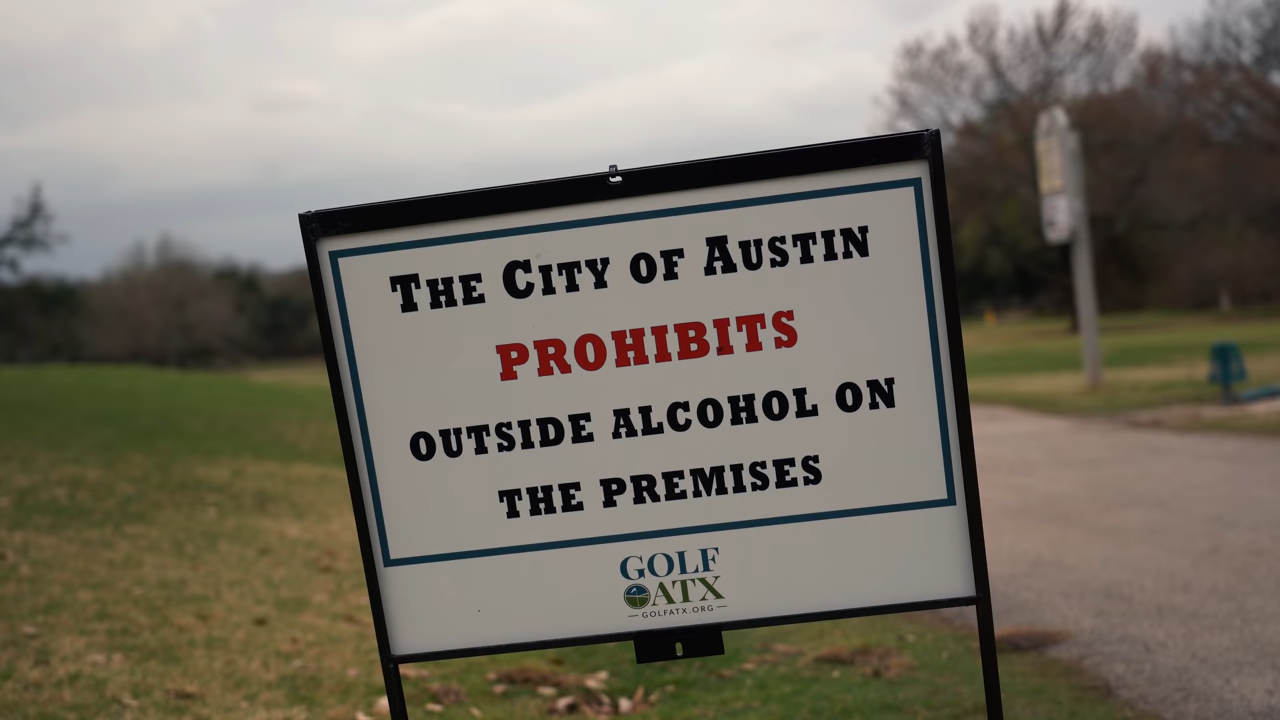 THE CITY OF AUSTIN
PROHIBITS
OUTSIDE ALCOHOL ON
THE PREMISES
GOLF
ATX
GOLFATX.ORG